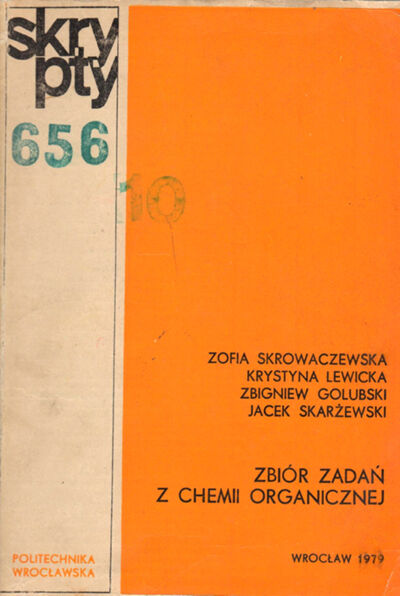 skry
pty
656
10
ZOFIA SKROWACZEWSKA
KRYSTYNA LEWICKA
ZBIGNIEW GOLUBSKI
JACEK SKARŻEWSKI
ZBIÓR ZADAŃ
Z CHEMII ORGANICZNEJ
POLITECHNIKA
WROCŁAWSKA
WROCŁAW 1979